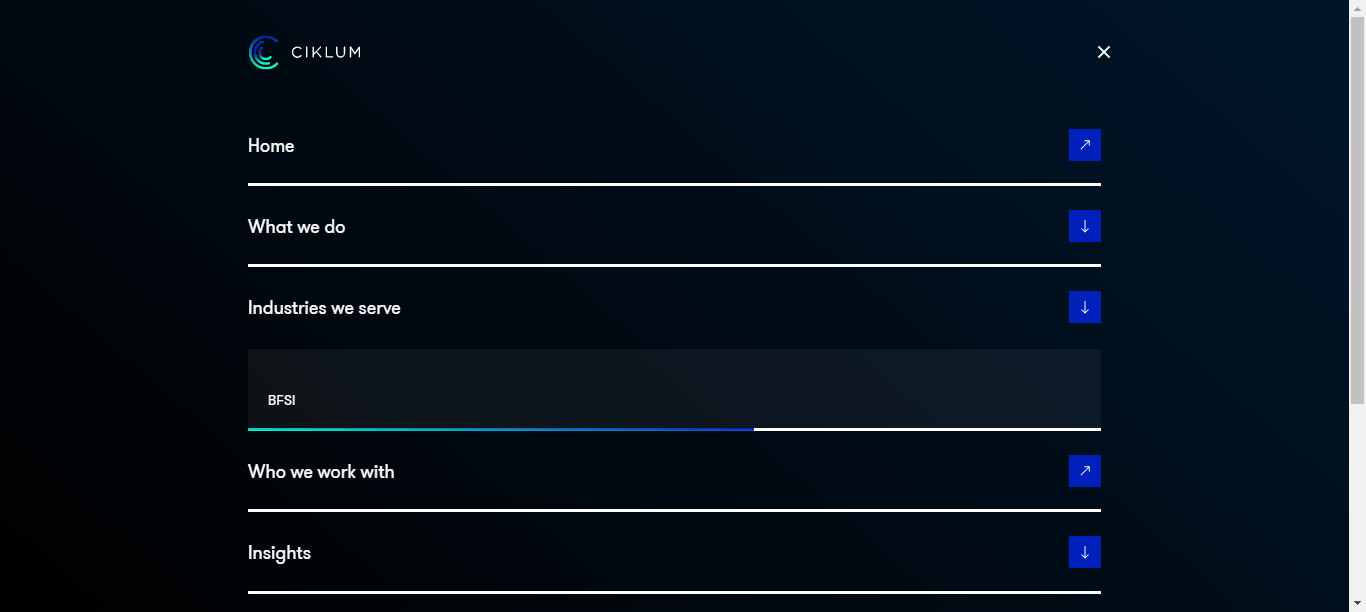 CIKLUM
Home
What we do
Industries we serve
BFSI
Who we work with
Insights